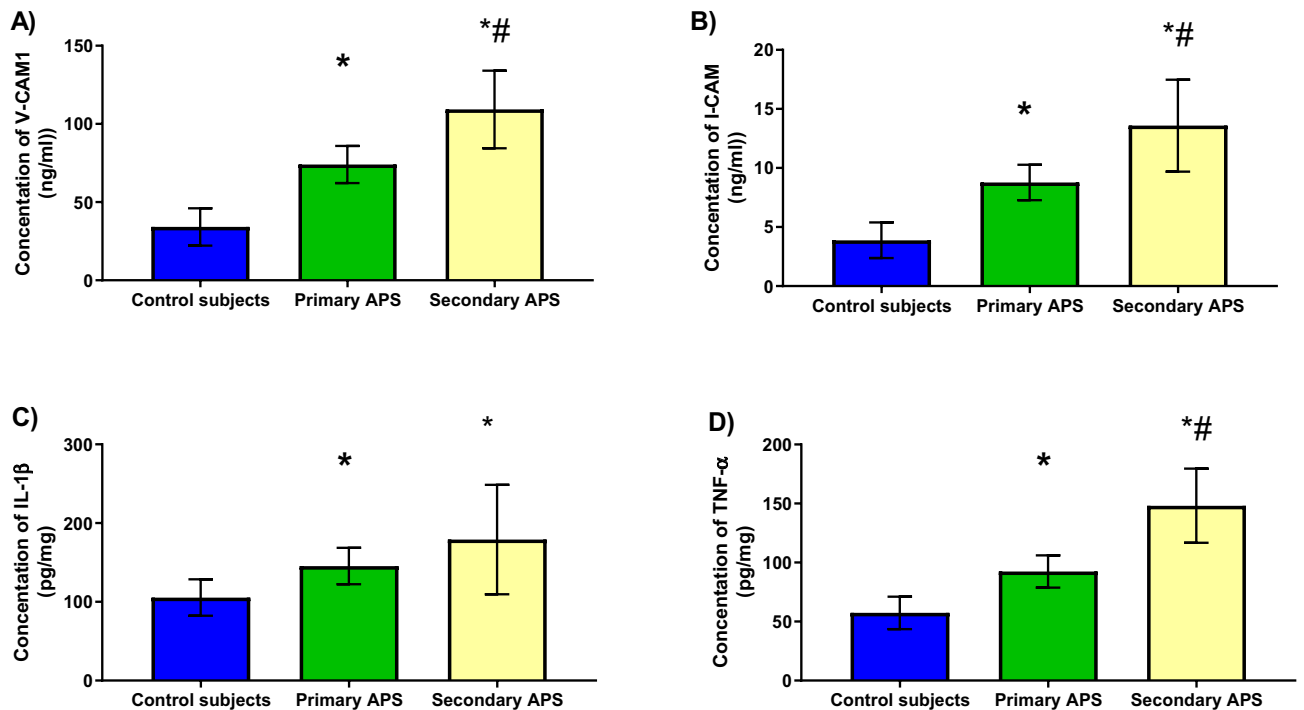 A)
*#
*
Concentation of V-CAM1
(ng/ml))
150
100
50
0
Control subjects Primary APS Secondary APS
B)
*#
*
Concentation of I-CAM
(ng/ml))
20
15
10
5
0
Control subjects Primary APS Secondary APS
C)
*
*
Concentation of IL-1β
(pg/mg)
300
200
100
0
Control subjects Primary APS Secondary APS
D)
*#
*
Concentation of TNF-α
(pg/mg)
200
150
100
50
0
Control subjects Primary APS Secondary APS